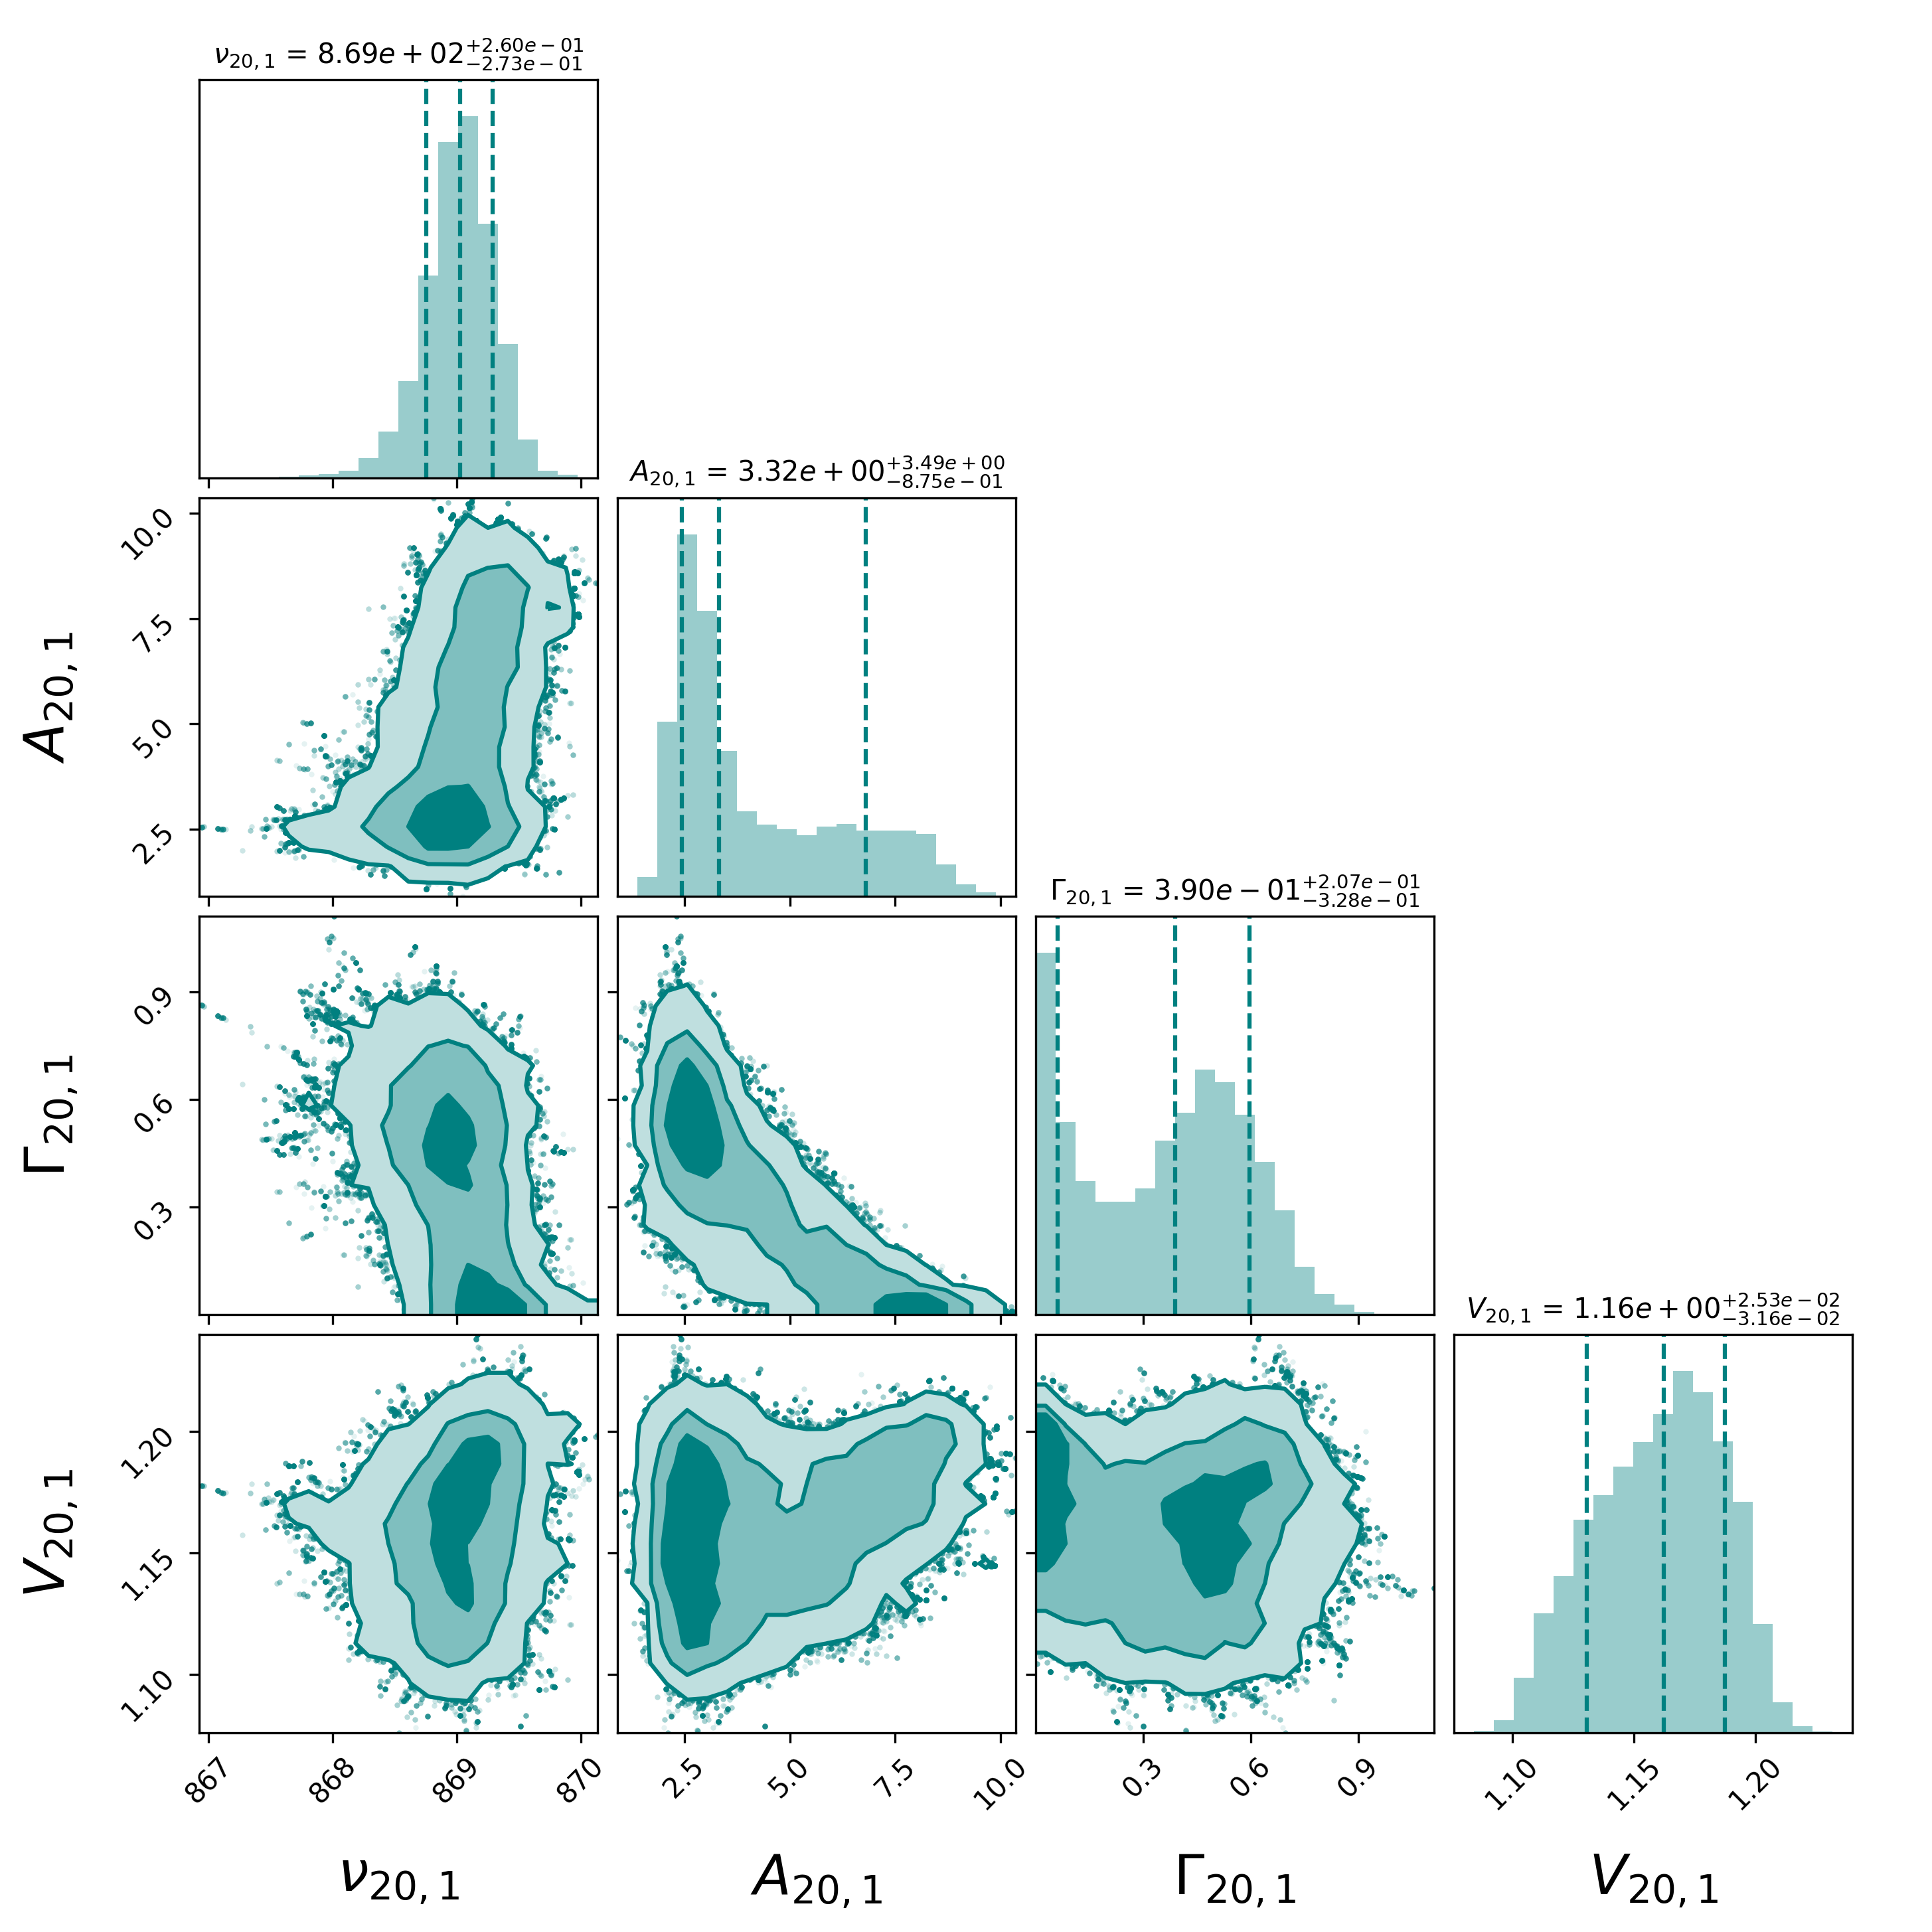 ν20, 1 = 8.69e + 02 +2.60e − 01 −2.73e − 01
A20, 1 = 3.32e + 00 +3.49e + 00 −8.75e − 01
10.0
7.5
5.0
2.5
A20, 1
Γ20, 1 = 3.90e − 01 +2.07e − 01 −3.28e − 01
0.9
0.6
0.3
Γ20, 1
V20, 1 = 1.16e + 00 +2.53e − 02 −3.16e − 02
1.20
1.15
1.10
V20, 1
867 868 869 870 2.5 5.0 7.5 10.0 0.3 0.6 0.9 1.10 1.15 1.20
ν20, 1 A20, 1 Γ20, 1 V20, 1